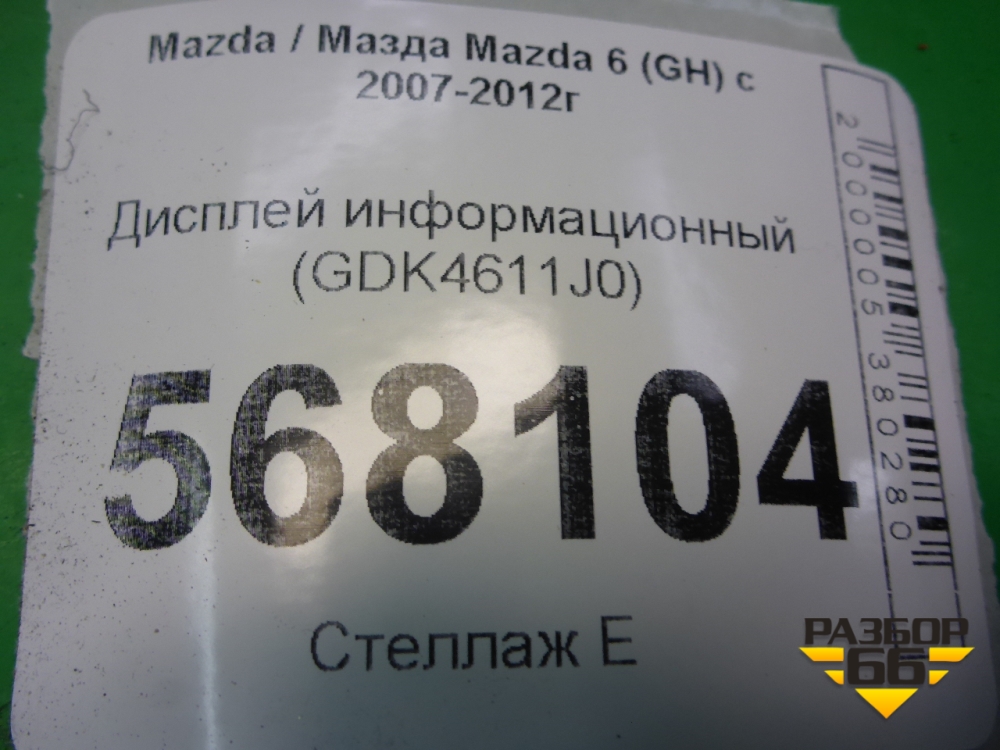 Mazda / Мазда Mazda 6 (GH) с
2007-2012г
Дисплей информационный
(GDK4611J0)
568104
Стеллаж Е
2000005380280
РАЗБОР
66